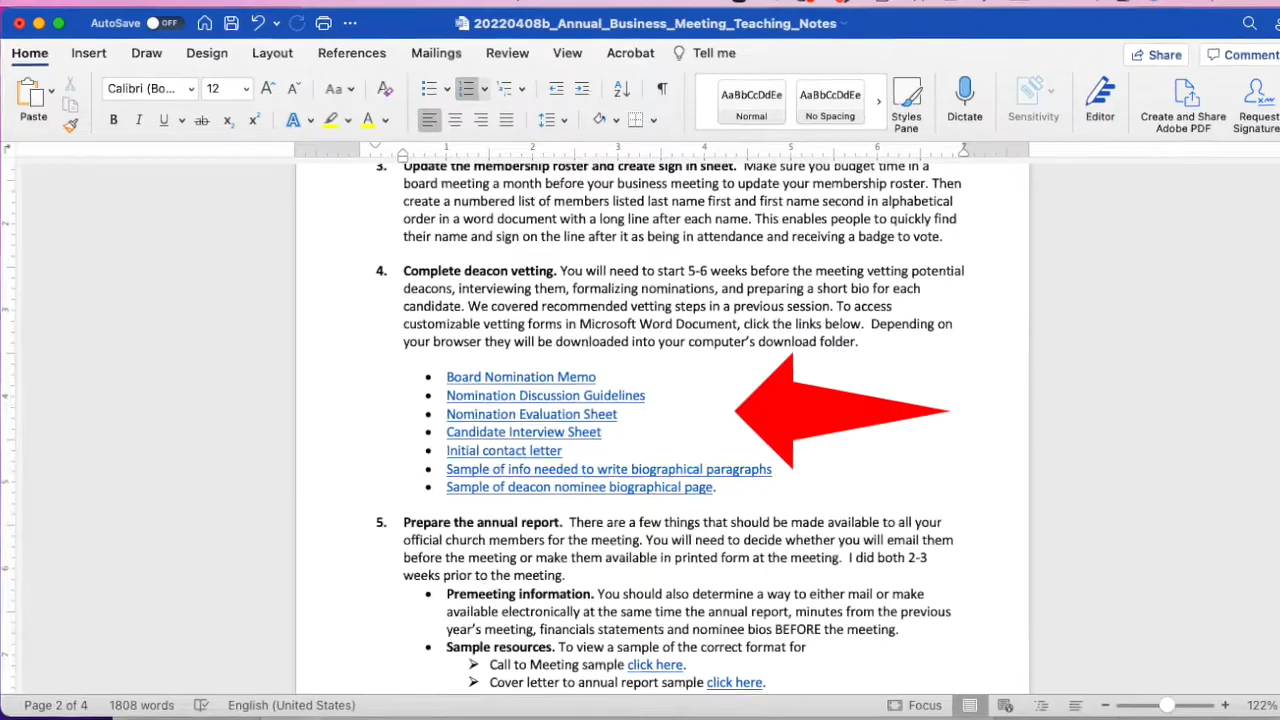 AutoSave OFF
20220408b_Annual_Business_Meeting_Teaching_Notes
Home Insert Draw Design Layout References Mailings Review View Acrobat Tell me
Share Comment
Paste
Calibri (Bo... 12
AaBbCcDdEe
Normal
AaBbCcDdEe
No Spacing
Styles
Pane
Dictate
Sensitivity
Editor
Create and Share
Adobe PDF
Request
Signature
1 2 3 4 5 6 7
3. Update the membership roster and create sign in sheet. Make sure you budget time in a
board meeting a month before your business meeting to update your membership roster. Then
create a numbered list of members listed last name first and first name second in alphabetical
order in a word document with a long line after each name. This enables people to quickly find
their name and sign on the line after it as being in attendance and receiving a badge to vote.
4. Complete deacon vetting. You will need to start 5-6 weeks before the meeting vetting potential
deacons, interviewing them, formalizing nominations, and preparing a short bio for each
candidate. We covered recommended vetting steps in a previous session. To access
customizable vetting forms in Microsoft Word Document, click the links below. Depending on
your browser they will be downloaded into your computer's download folder.
• Board Nomination Memo
• Nomination Discussion Guidelines
• Nomination Evaluation Sheet
• Candidate Interview Sheet
• Initial contact letter
• Sample of info needed to write biographical paragraphs
• Sample of deacon nominee biographical page.
5. Prepare the annual report. There are a few things that should be made available to all your
official church members for the meeting. You will need to decide whether you will email them
before the meeting or make them available in printed form at the meeting. I did both 2-3
weeks prior to the meeting.
• Premeeting information. You should also determine a way to either mail or make
available electronically at the same time the annual report, minutes from the previous
year's meeting, financials statements and nominee bios BEFORE the meeting.
• Sample resources. To view a sample of the correct format for
➢ Call to Meeting sample click here.
➢ Cover letter to annual report sample click here.
Page 2 of 4 1808 words English (United States) Focus 122%